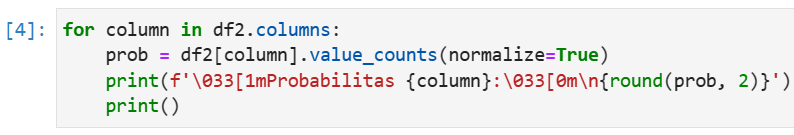 [4]: for column in df2.columns:
    prob = df2[column].value_counts(normalize=True)
    print(f'\033[1mProbabilitas {column}:\033[0m\n{round(prob, 2)}')
    print()